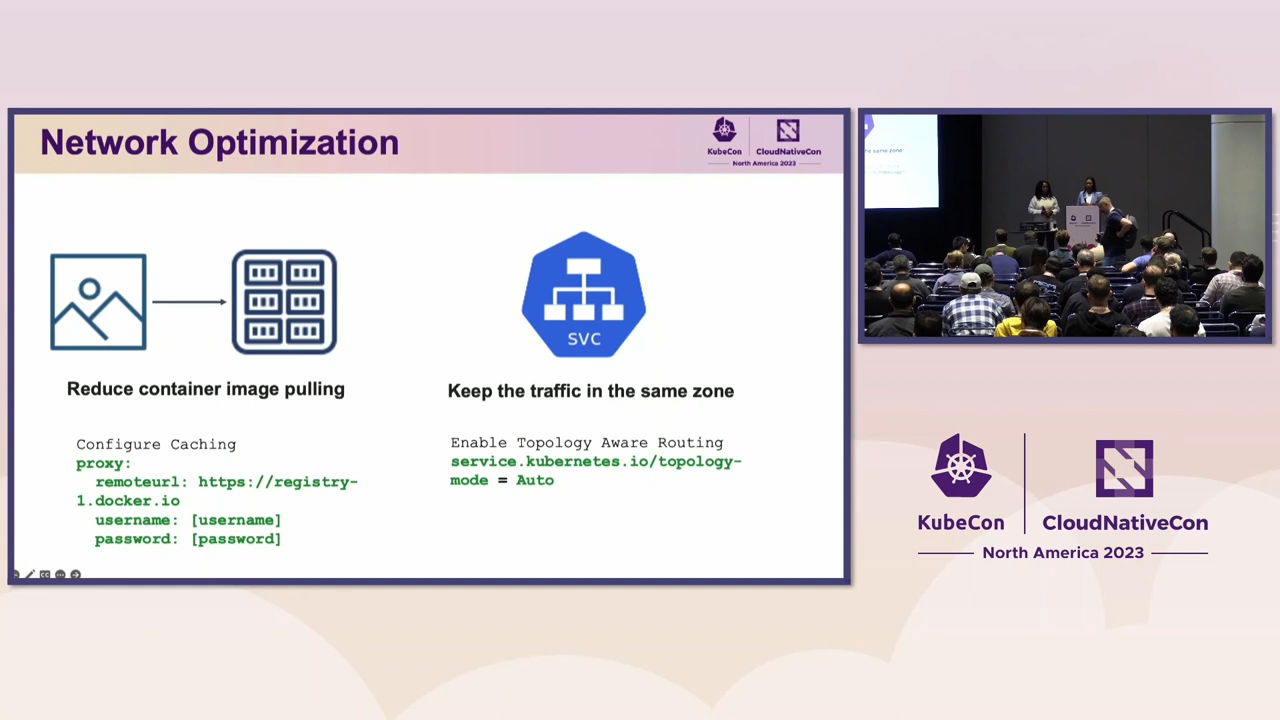 Network Optimization
KubeCon
CloudNativeCon
North America 2023
svc
Reduce container image pulling
Keep the traffic in the same zone
Configure Caching
proxy:
remoteurl: https://registry-
1.docker.io
username: [username]
password: [password]
Enable Topology Aware Routing
service.kubernetes.io/topology-
mode = Auto
KubeCon
CloudNativeCon
North America 2023